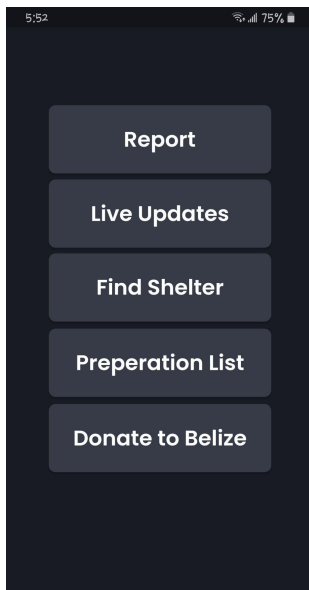 5:52 75%
Report
Live Updates
Find Shelter
Preperation List
Donate to Belize